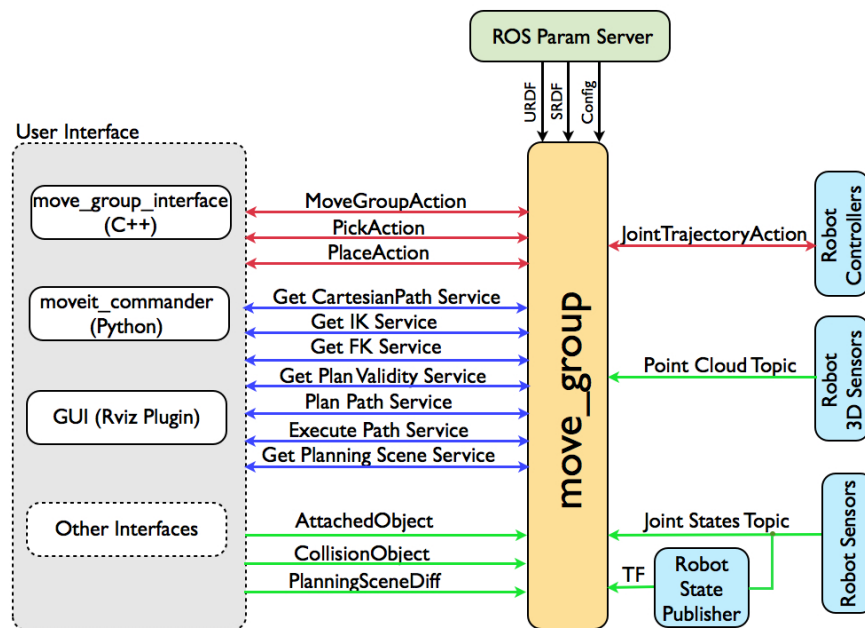 ROS Param Server
URDF
SRDF
Config
User Interface
move_group_interface
(C++)
moveit_commander
(Python)
GUI (Rviz Plugin)
Other Interfaces
MoveGroupAction
PickAction
PlaceAction
Get CartesianPath Service
Get IK Service
Get FK Service
Get Plan Validity Service
Plan Path Service
Execute Path Service
Get Planning Scene Service
AttachedObject
CollisionObject
PlanningSceneDiff
move_group
JointTrajectoryAction
Robot
Controllers
Point Cloud Topic
Robot
3D Sensors
Joint States Topic
Robot Sensors
TF
Robot
State
Publisher